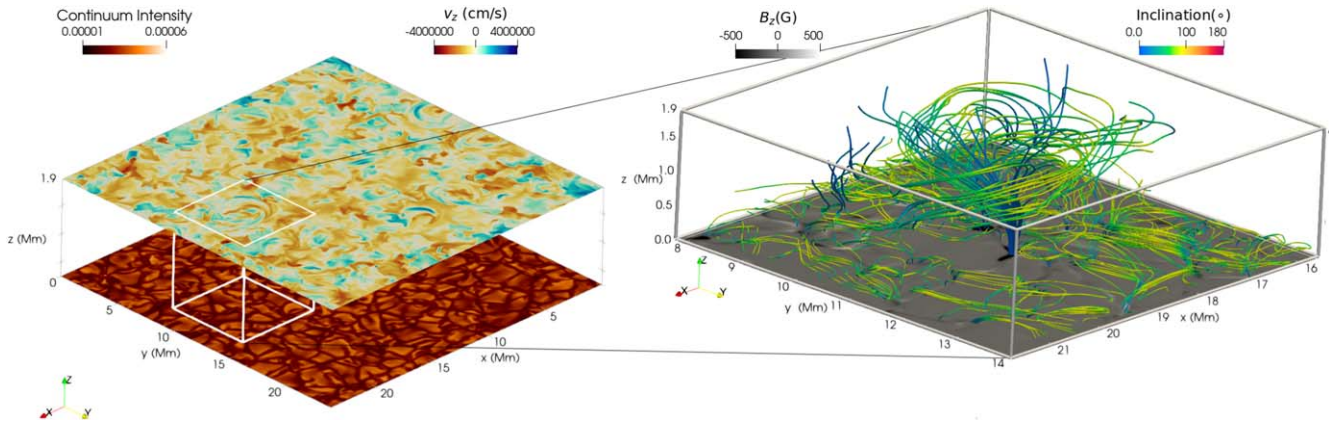 Continuum Intensity
0.00001 0.00006
v_z (cm/s)
-4000000 0 4000000
B_z(G)
-500 0 500
Inclination(∘)
0.0 100 180
1.9
z (Mm)
0
5
10
y (Mm)
15
20
5
10
x (Mm)
15
20
X Z Y
1.9
1.5
z (Mm) 1.0
0.5
0.0
8
9
y (Mm) 11
12
13
14
16
17
18
19 x (Mm)
20
21
X Z Y